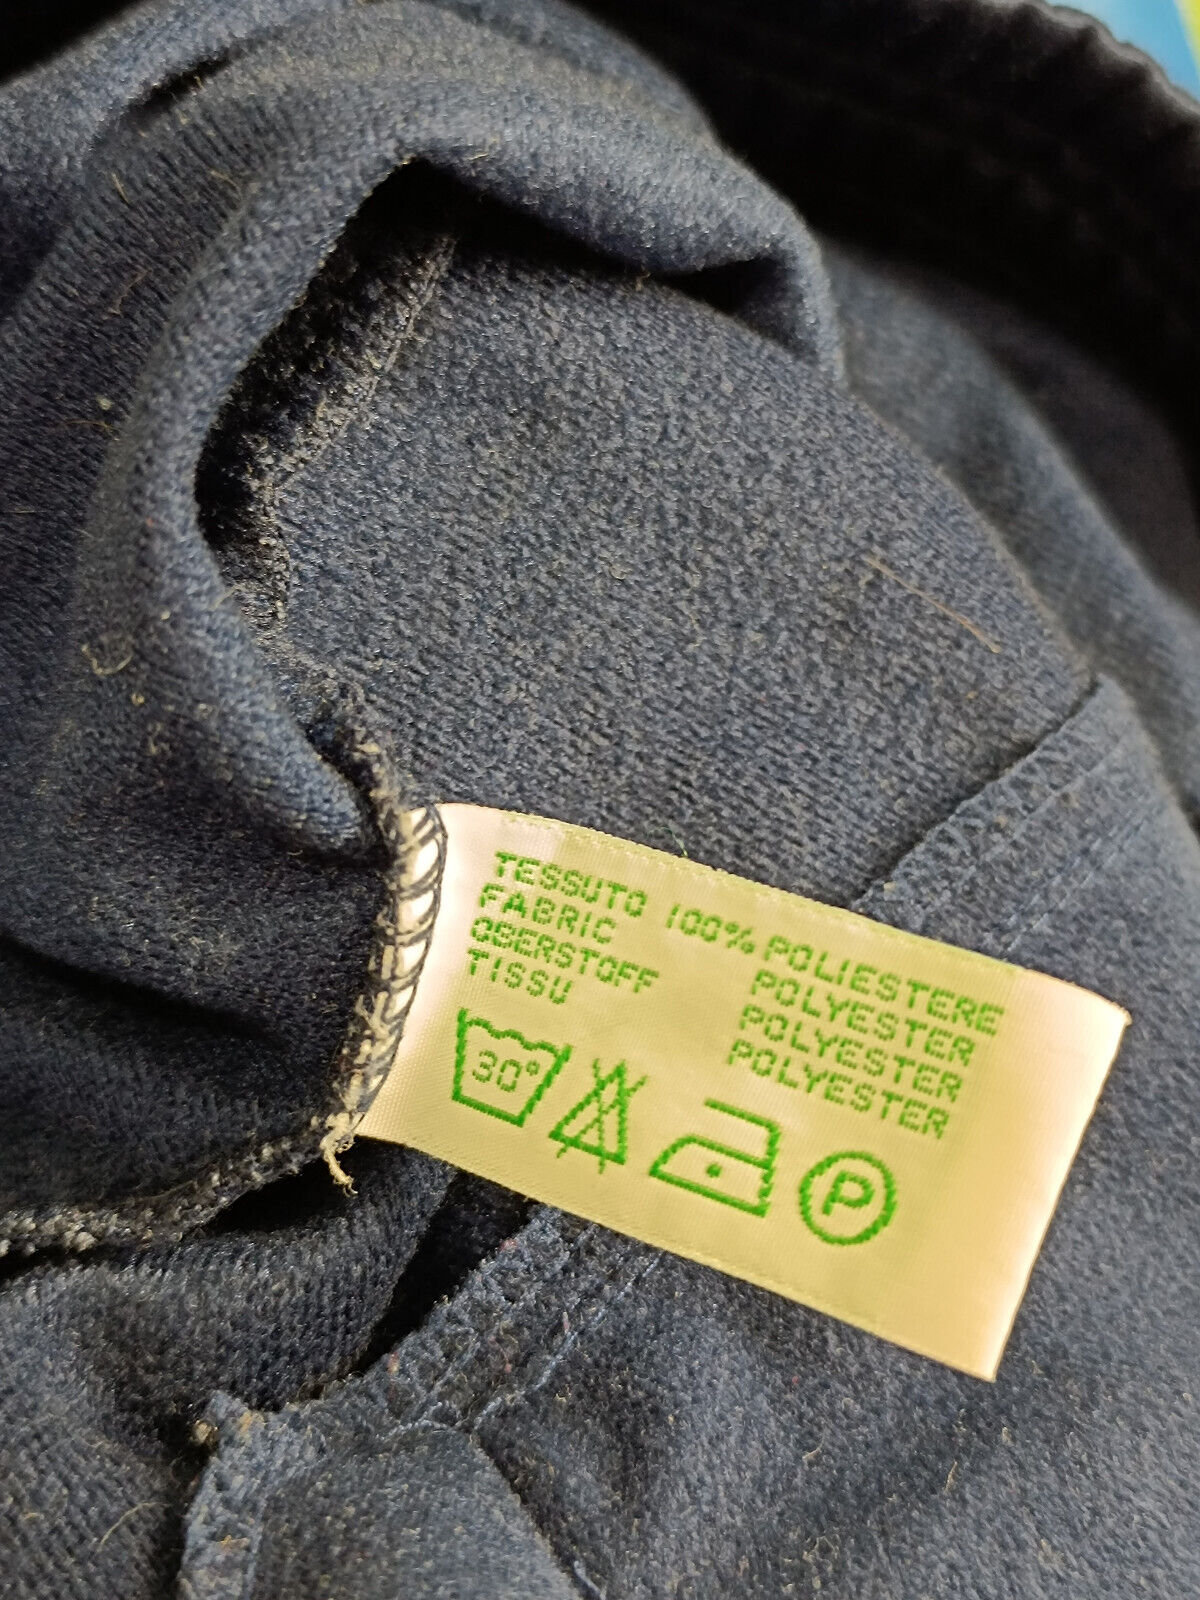 TESSUTO 100% POLIESTERE
FABRIC POLYESTER
OBERSTOFF POLYESTER
TISSU POLYESTER
30°
P